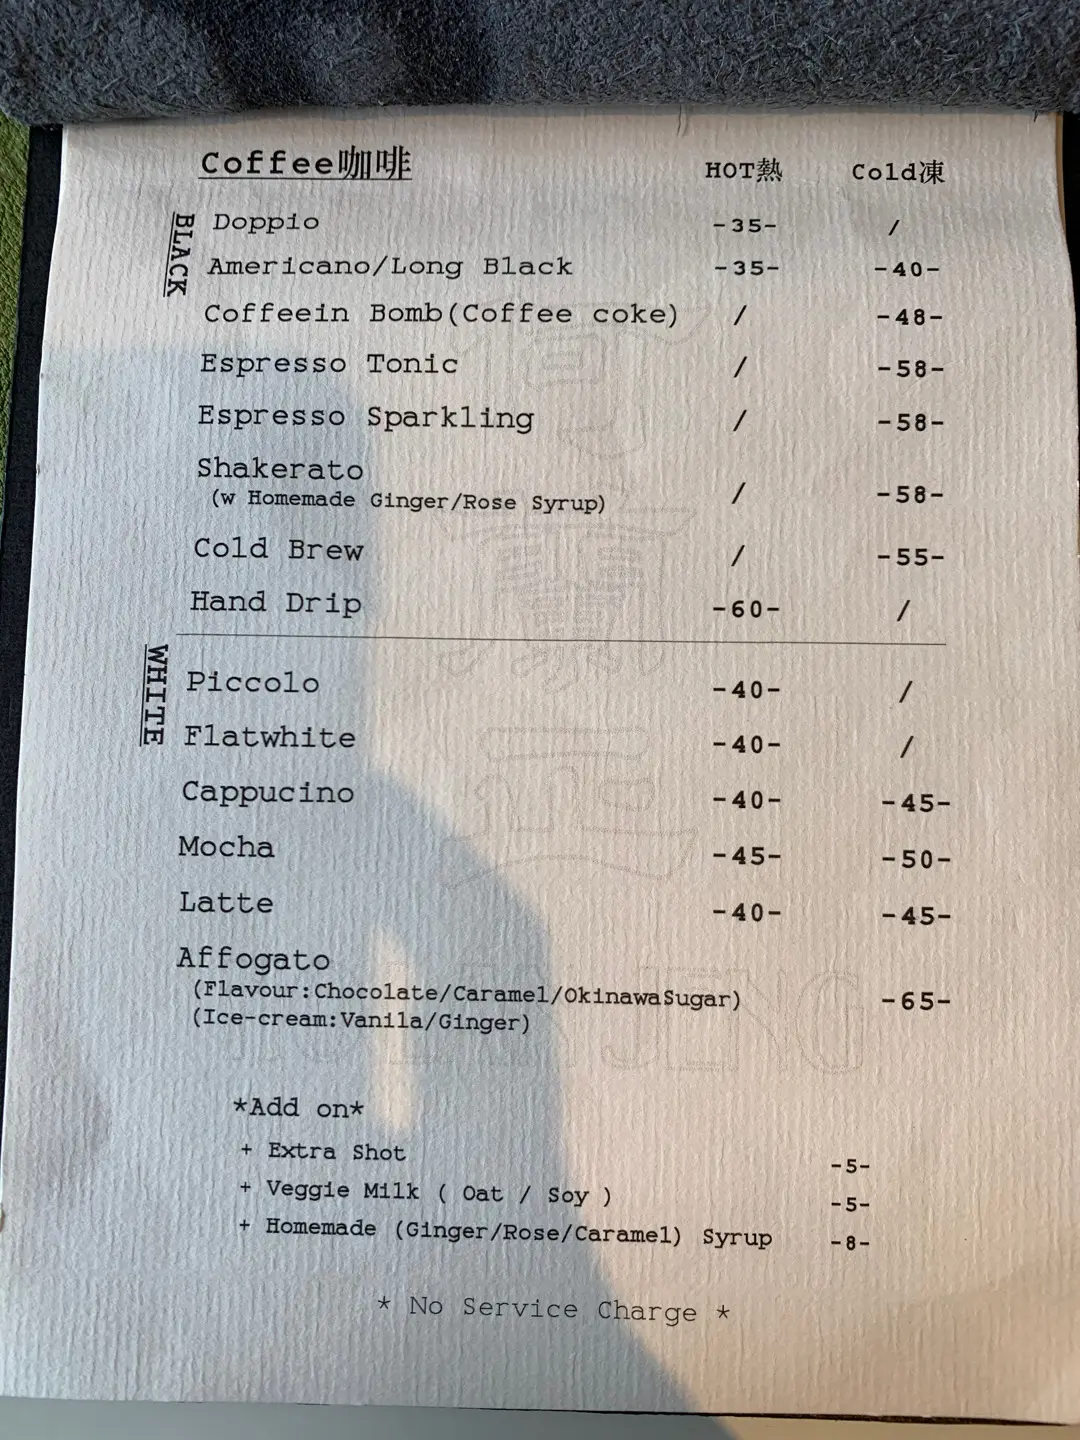 Coffee咖啡 HOT熱 Cold凍
BLACK
Doppio -35- /
Americano/Long Black -35- -40-
Coffeein Bomb(Coffee coke) / -48-
Espresso Tonic / -58-
Espresso Sparkling / -58-
Shakerato / -58-
(w Homemade Ginger/Rose Syrup)
Cold Brew / -55-
Hand Drip -60- /
WHITE
Piccolo -40- /
Flatwhite -40- /
Cappucino -40- -45-
Mocha -45- -50-
Latte -40- -45-
Affogato
(Flavour:Chocolate/Caramel/OkinawaSugar) -65-
(Ice-cream:Vanila/Ginger)
*Add on*
+ Extra Shot -5-
+ Veggie Milk ( Oat / Soy ) -5-
+ Homemade (Ginger/Rose/Caramel) Syrup -8-
* No Service Charge *